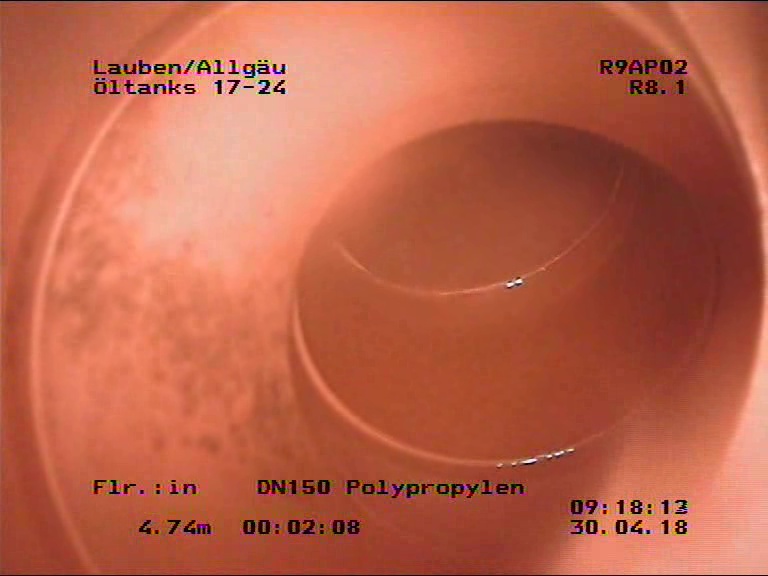 Lauben/Allgäu
Öltanks 17-24
R9AP02
R8.1
Flr.:in DN150 Polypropylen
4.74m 00:02:08
09:18:13
30.04.18